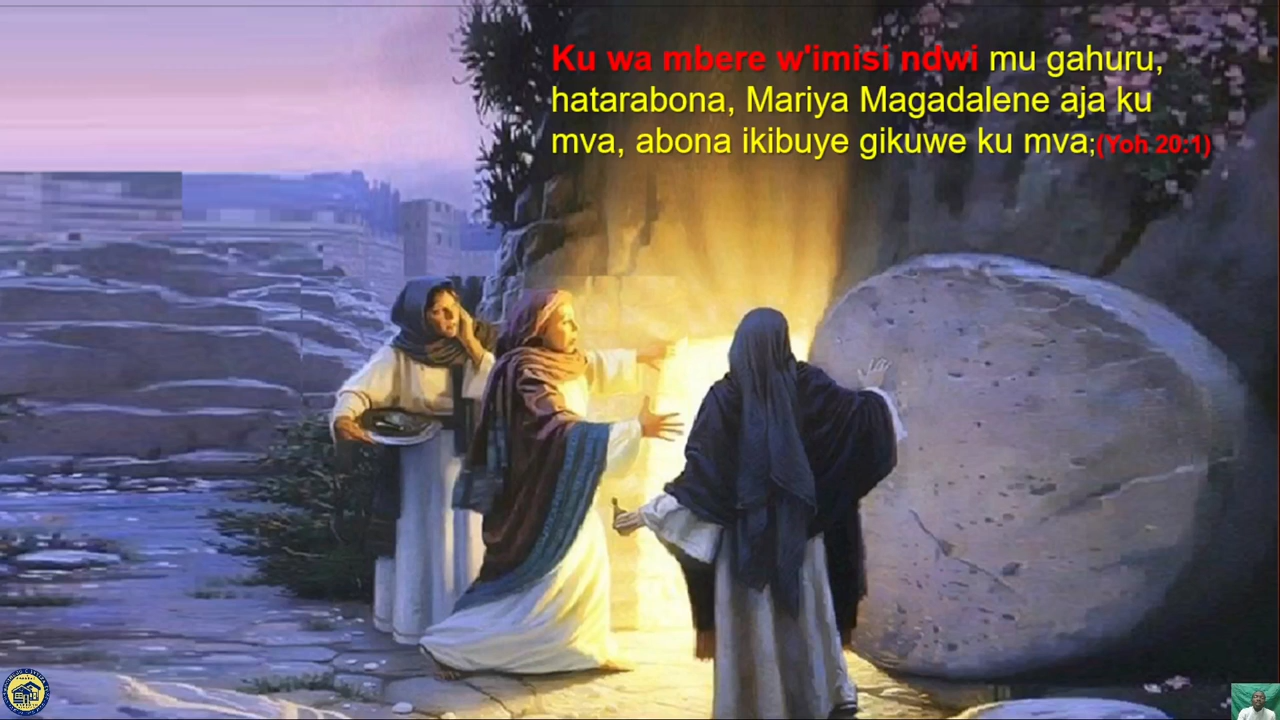 Ku wa mbere w'imisi ndwi mu gahuru,
hatarabona, Mariya Magadalene aja ku
mva, abona ikibuye gikuwe ku mva;(Yoh 20:1)